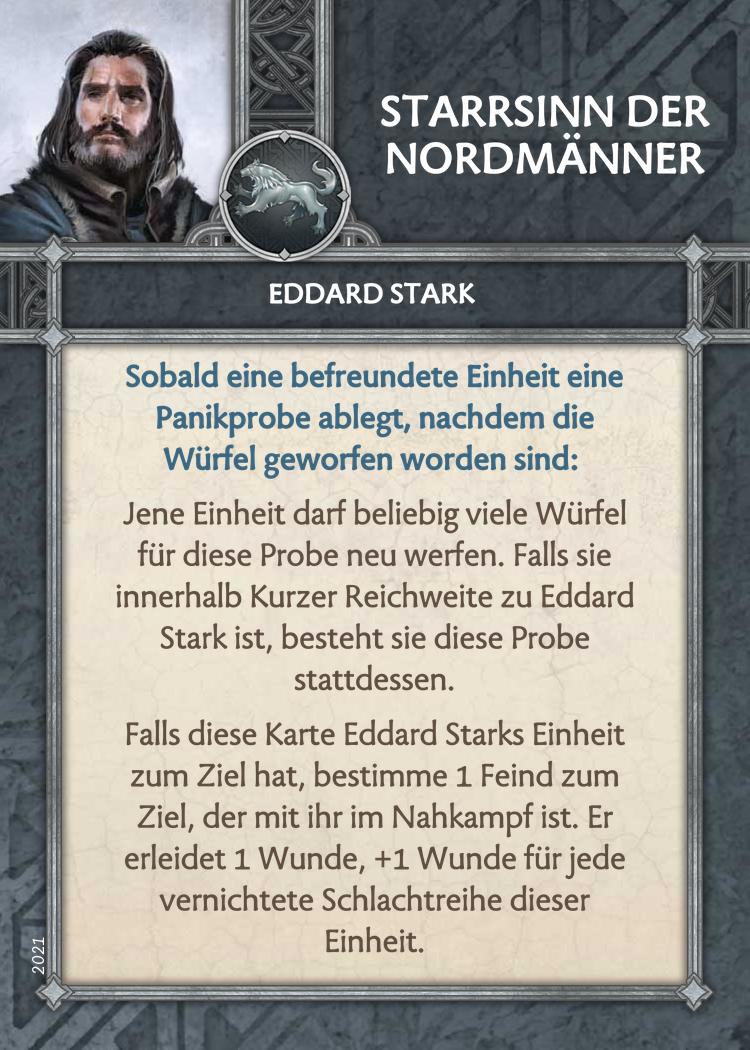 STARRSINN DER
NORDMÄNNER
EDDARD STARK
Sobald eine befreundete Einheit eine
Panikprobe ablegt, nachdem die
Würfel geworfen worden sind:
Jene Einheit darf beliebig viele Würfel
für diese Probe neu werfen. Falls sie
innerhalb Kurzer Reichweite zu Eddard
Stark ist, besteht sie diese Probe
stattdessen.
Falls diese Karte Eddard Starks Einheit
zum Ziel hat, bestimme 1 Feind zum
Ziel, der mit ihr im Nahkampf ist. Er
erleidet 1 Wunde, +1 Wunde für jede
vernichtete Schlachtreihe dieser
Einheit.
2021